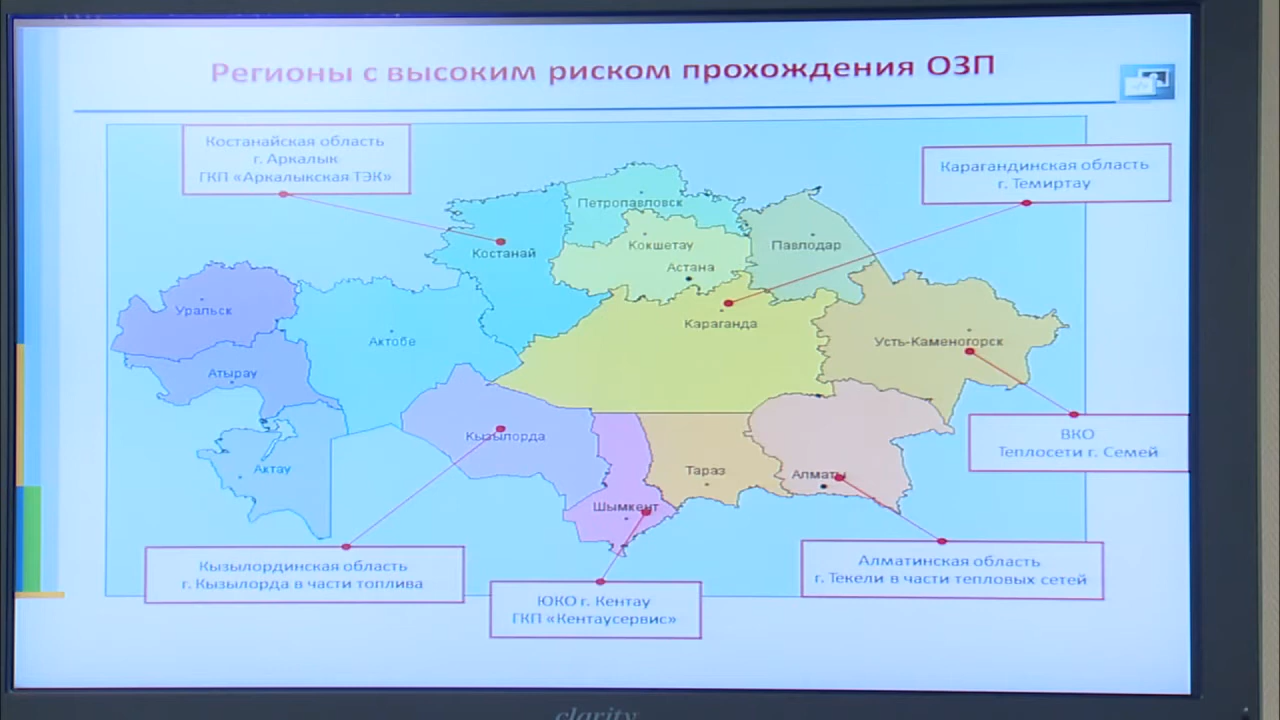 Регионы с высоким риском прохождения ОЗП
Костанайская область
г. Аркалык
ГКП «Аркалыкская ТЭК»
Карагандинская область
г. Темиртау
Петропавловск
Костанай
Кокшетау
Павлодар
Астана
Уральск
Караганда
Актобе
Усть-Каменогорск
Атырау
Кызылорда
ВКО
Теплосети г. Семей
Актау
Тараз
Алматы
Шымкент
Кызылординская область
г. Кызылорда в части топлива
ЮКО г. Кентау
ГКП «Кентаусервис»
Алматинская область
г. Текели в части тепловых сетей
clarity